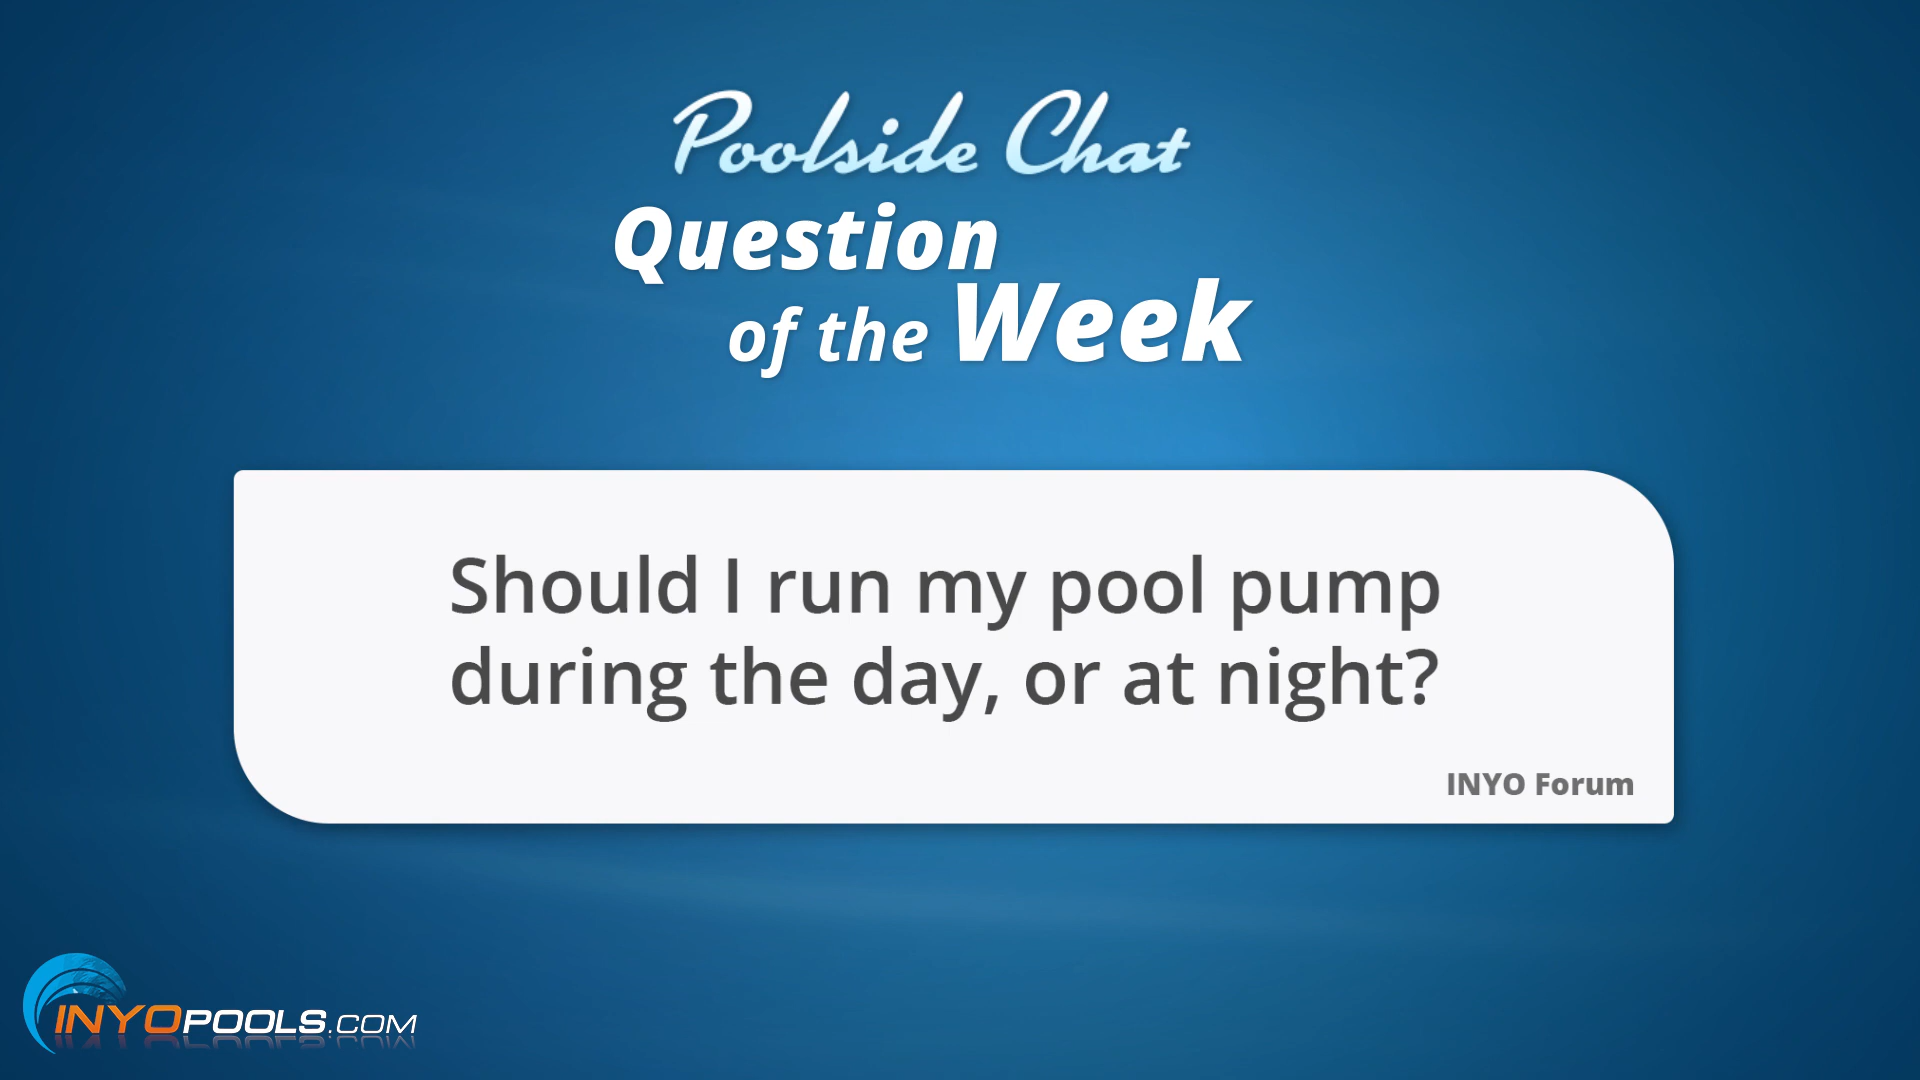 Poolside Chat
Question
of the Week
Should I run my pool pump
during the day, or at night?
INYO Forum
INYOPOOLS.COM